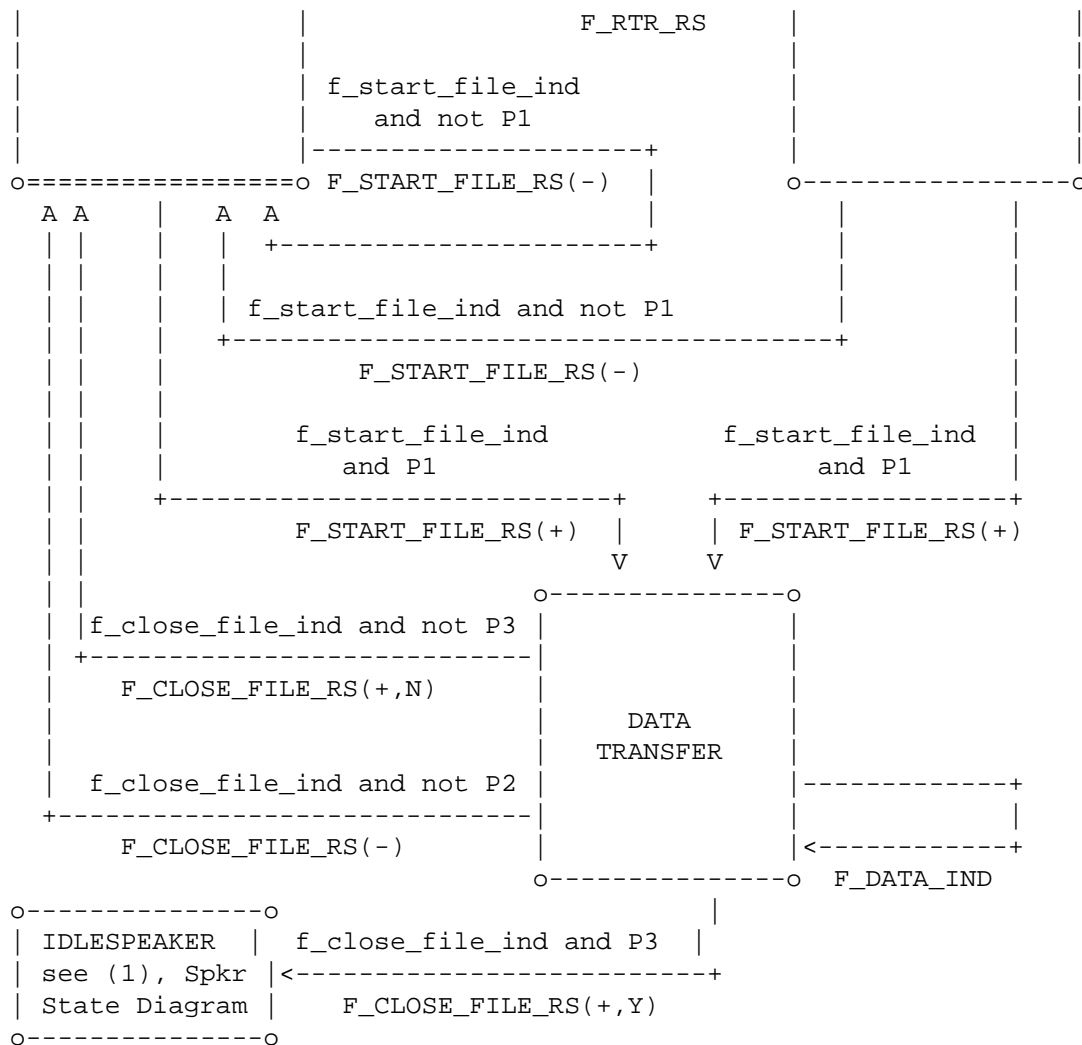 F_RTR_RS
f_start_file_ind
and not P1
F_START_FILE_RS(-)
A A A A
f_start_file_ind and not P1
F_START_FILE_RS(-)
f_start_file_ind f_start_file_ind
and P1 and P1
F_START_FILE_RS(+) F_START_FILE_RS(+)
V V
f_close_file_ind and not P3
F_CLOSE_FILE_RS(+,N)
DATA
TRANSFER
f_close_file_ind and not P2
F_CLOSE_FILE_RS(-)
F_DATA_IND
IDLESPEAKER f_close_file_ind and P3
see (1), Spkr
State Diagram F_CLOSE_FILE_RS(+,Y)